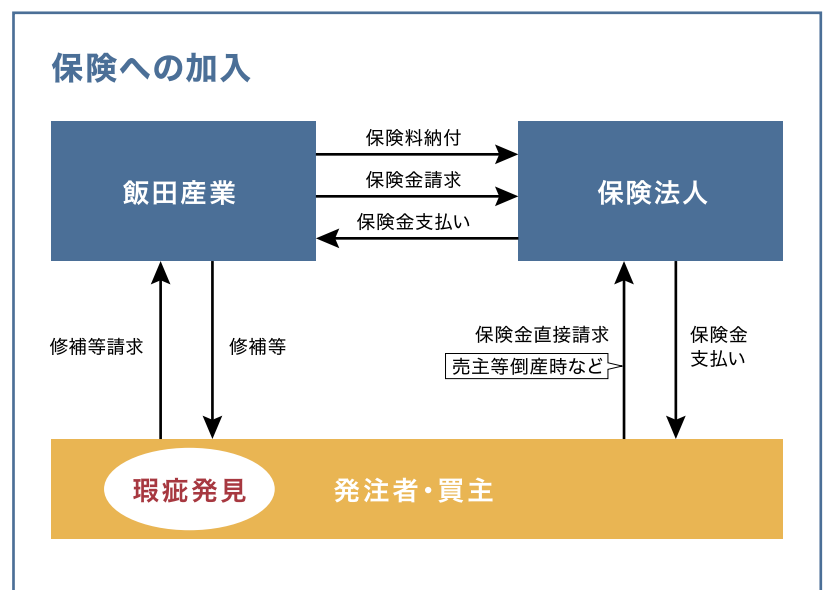 保険への加入
保険料納付
飯田産業
保険金請求
保険法人
保険金支払い
修補等請求
修補等
保険金直接請求
売主等倒産時など
保険金
支払い
瑕疵発見
発注者・買主